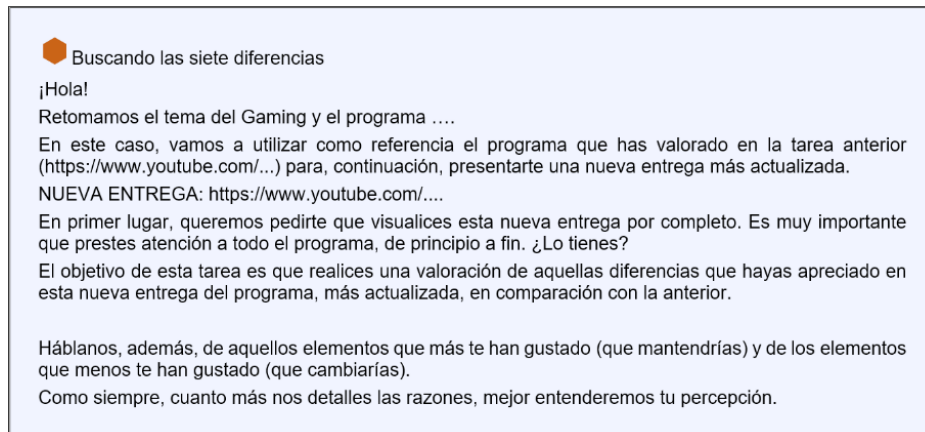 Buscando las siete diferencias
¡Hola!
Retomamos el tema del Gaming y el programa ….
En este caso, vamos a utilizar como referencia el programa que has valorado en la tarea anterior
(https://www.youtube.com/...) para, continuación, presentarte una nueva entrega más actualizada.
NUEVA ENTREGA: https://www.youtube.com/....
En primer lugar, queremos pedirte que visualices esta nueva entrega por completo. Es muy importante
que prestes atención a todo el programa, de principio a fin. ¿Lo tienes?
El objetivo de esta tarea es que realices una valoración de aquellas diferencias que hayas apreciado en
esta nueva entrega del programa, más actualizada, en comparación con la anterior.
Háblanos, además, de aquellos elementos que más te han gustado (que mantendrías) y de los elementos
que menos te han gustado (que cambiarías).
Como siempre, cuanto más nos detalles las razones, mejor entenderemos tu percepción.